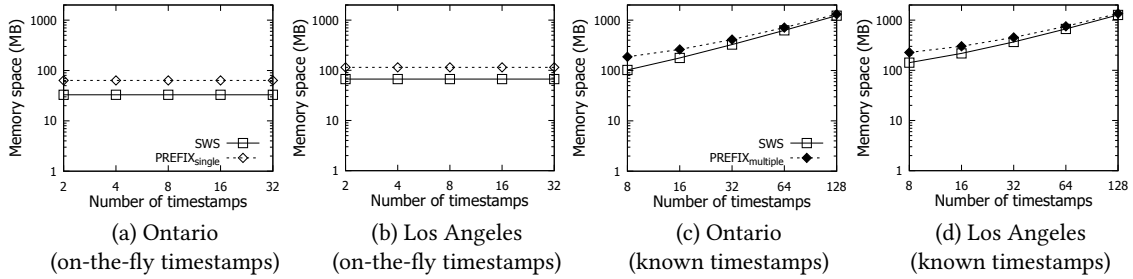 Memory space (MB)
1000
100
10
1
2
4
8
16
32
Number of timestamps
SWS
PREFIXsingle
(a) Ontario
(on-the-fly timestamps)
Memory space (MB)
1000
100
10
1
2
4
8
16
32
Number of timestamps
SWS
PREFIXsingle
(b) Los Angeles
(on-the-fly timestamps)
Memory space (MB)
1000
100
10
1
8
16
32
64
128
Number of timestamps
SWS
PREFIXmultiple
(c) Ontario
(known timestamps)
Memory space (MB)
1000
100
10
1
8
16
32
64
128
Number of timestamps
SWS
PREFIXmultiple
(d) Los Angeles
(known timestamps)